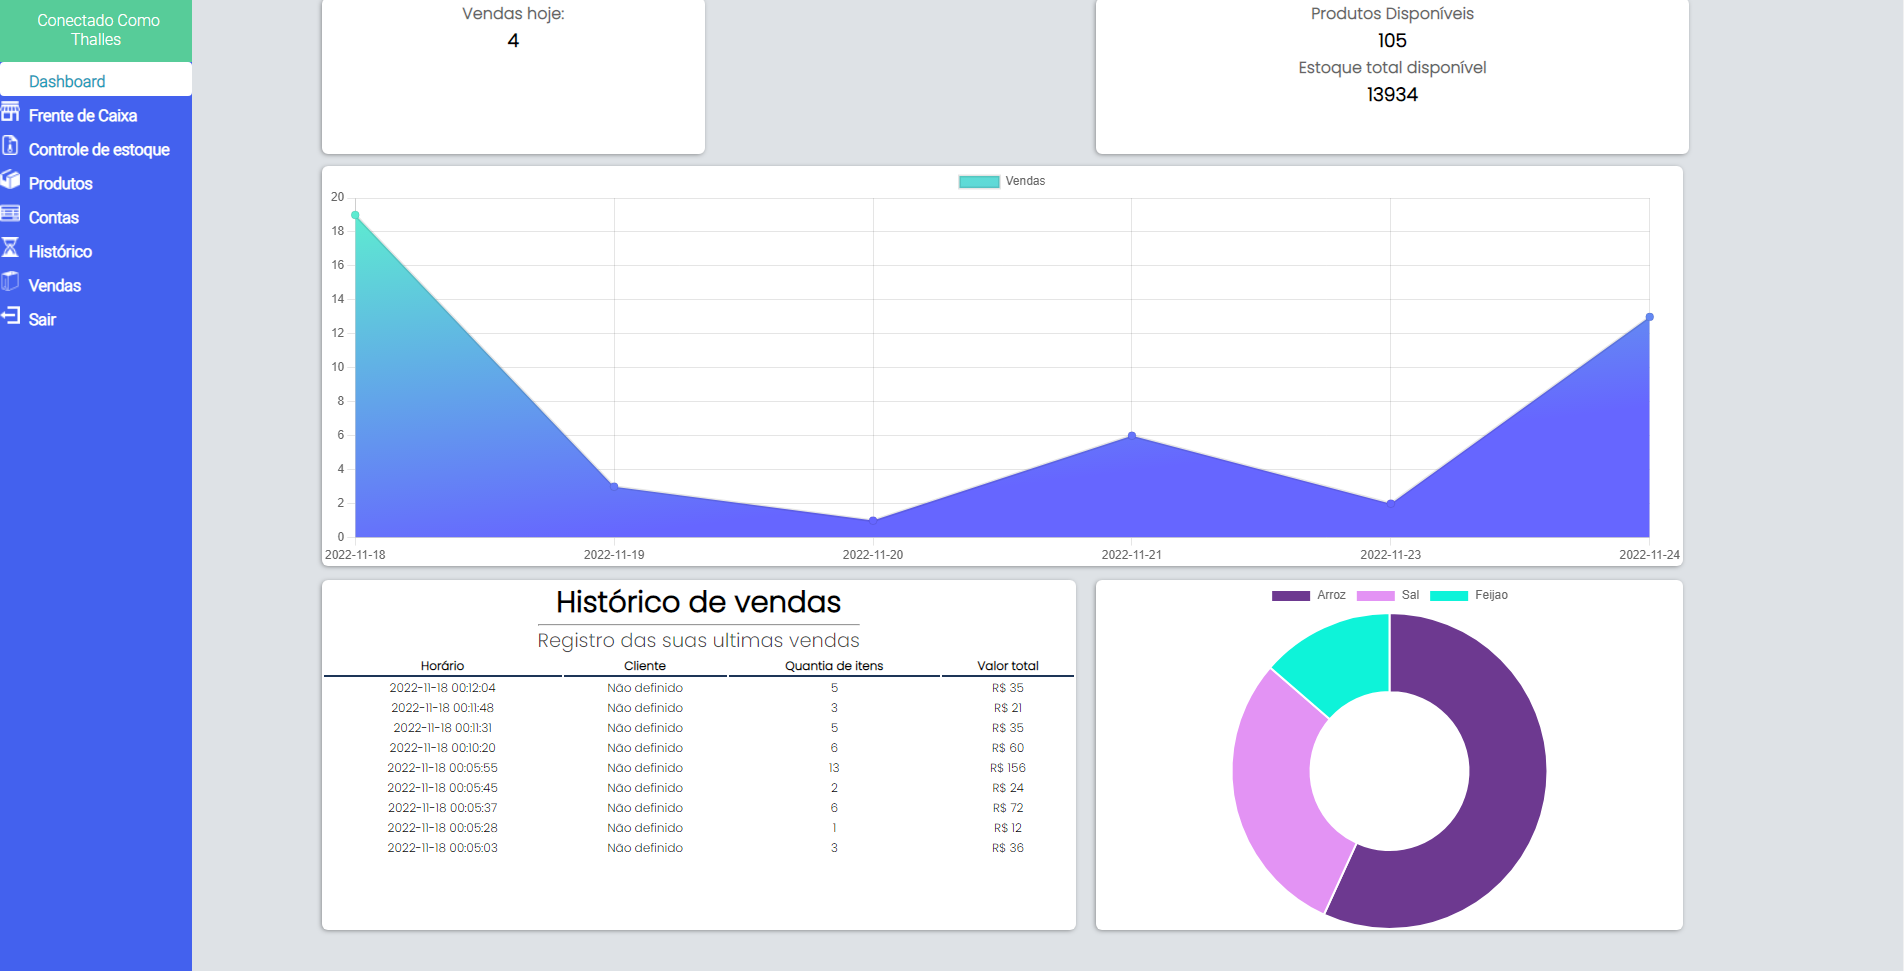 Conectado Como
Thalles
Dashboard
Frente de Caixa
Controle de estoque
Produtos
Contas
Histórico
Vendas
Sair
Vendas hoje:
4
Produtos Disponíveis
105
Estoque total disponível
13934
Vendas
20
18
16
14
12
10
8
6
4
2
0
2022-11-18 2022-11-19 2022-11-20 2022-11-21 2022-11-23 2022-11-24
Histórico de vendas
Registro das suas ultimas vendas
Horário Cliente Quantia de itens Valor total
2022-11-18 00:12:04 Não definido 5 R$ 35
2022-11-18 00:11:48 Não definido 3 R$ 21
2022-11-18 00:11:31 Não definido 5 R$ 35
2022-11-18 00:10:20 Não definido 6 R$ 60
2022-11-18 00:05:55 Não definido 13 R$ 156
2022-11-18 00:05:45 Não definido 2 R$ 24
2022-11-18 00:05:37 Não definido 6 R$ 72
2022-11-18 00:05:28 Não definido 1 R$ 12
2022-11-18 00:05:03 Não definido 3 R$ 36
Arroz Sal Feijao